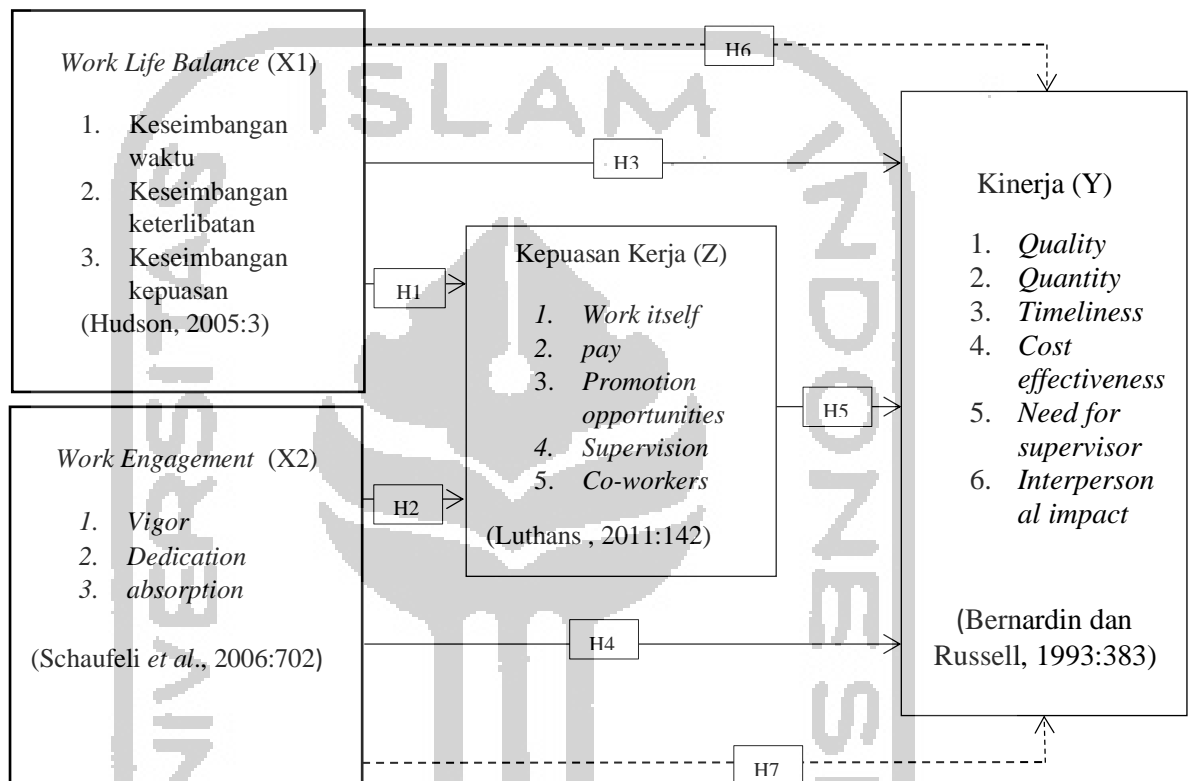 Work Life Balance (X1)
1. Keseimbangan
waktu
2. Keseimbangan
keterlibatan
3. Keseimbangan
kepuasan
(Hudson, 2005:3)
Work Engagement (X2)
1. Vigor
2. Dedication
3. absorption
(Schaufeli et al., 2006:702)
H1
H2
Kepuasan Kerja (Z)
1. Work itself
2. pay
3. Promotion
opportunities
4. Supervision
5. Co-workers
(Luthans , 2011:142)
H6
H3
H5
H4
H7
Kinerja (Y)
1. Quality
2. Quantity
3. Timeliness
4. Cost
effectiveness
5. Need for
supervisor
6. Interperson
al impact
(Bernardin dan
Russell, 1993:383)
UNIVERSITAS
ISLAM
INDONESI